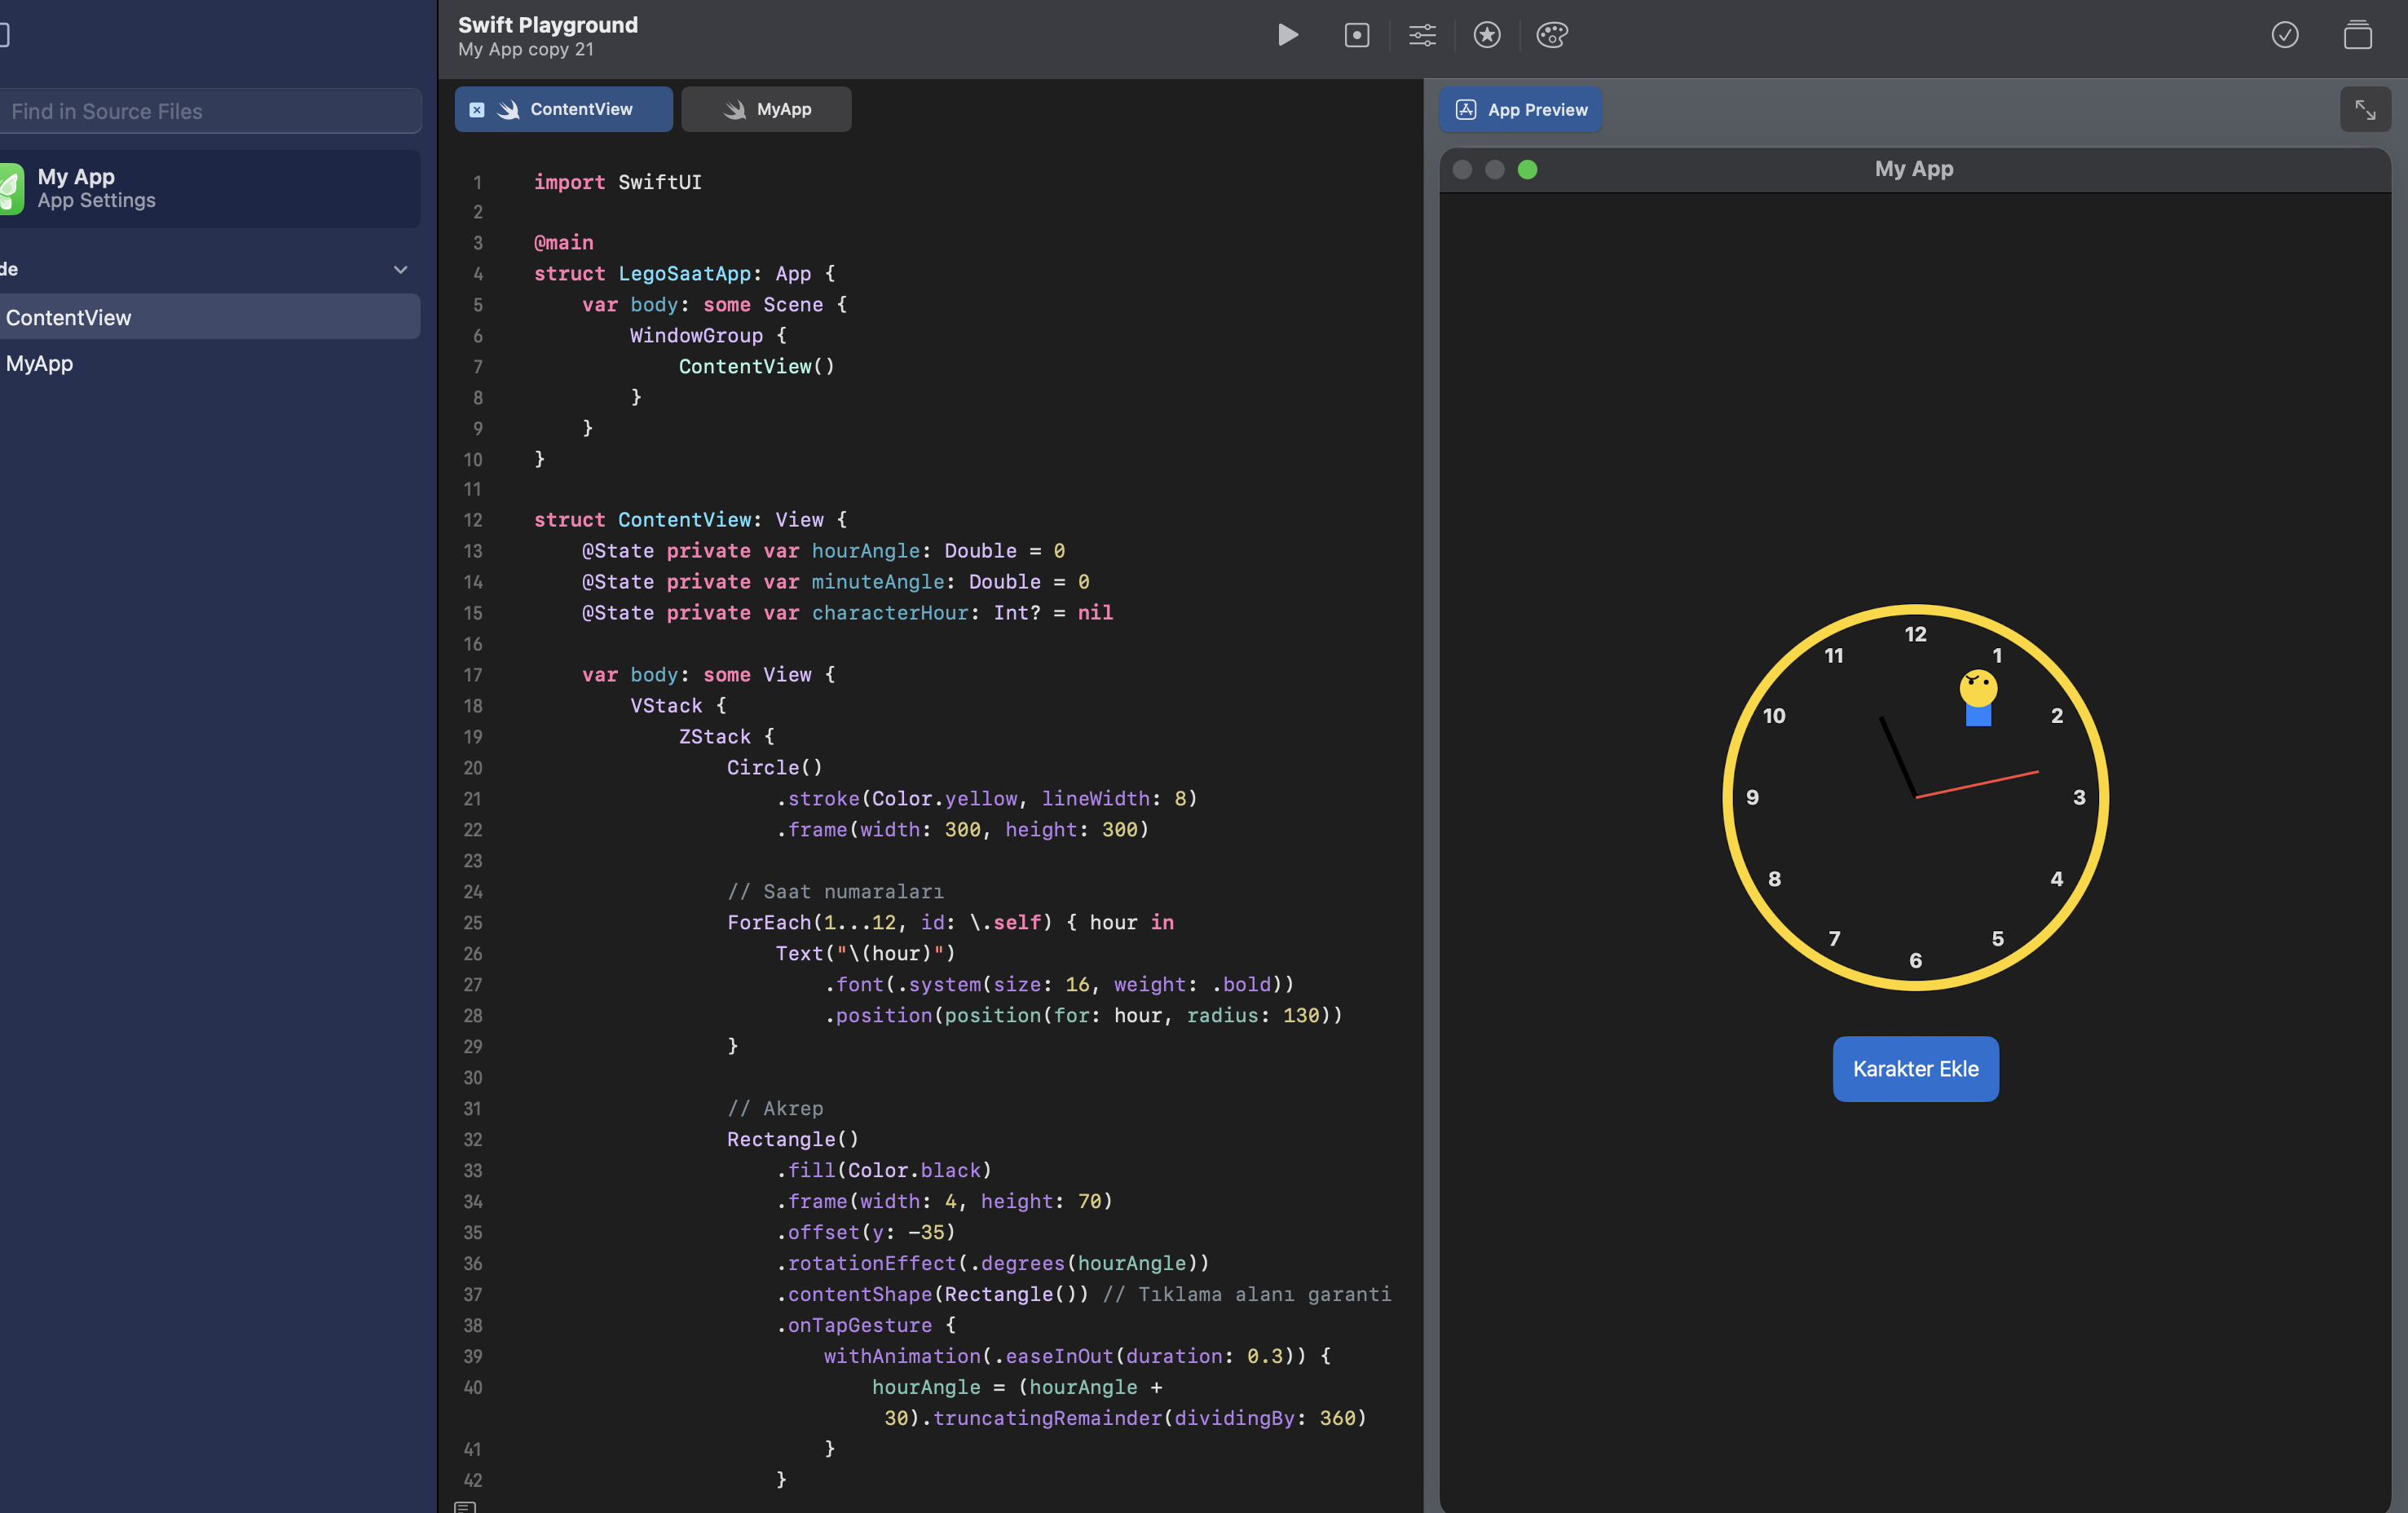 Swift Playground
My App copy 21
Find in Source Files
My App
App Settings
de
ContentView
MyApp
ContentView
MyApp
1 import SwiftUI
2
3 @main
4 struct LegoSaatApp: App {
5 var body: some Scene {
6 WindowGroup {
7 ContentView()
8 }
9 }
10 }
11
12 struct ContentView: View {
13 @State private var hourAngle: Double = 0
14 @State private var minuteAngle: Double = 0
15 @State private var characterHour: Int? = nil
16
17 var body: some View {
18 VStack {
19 ZStack {
20 Circle()
21 .stroke(Color.yellow, lineWidth: 8)
22 .frame(width: 300, height: 300)
23
24 // Saat numaraları
25 ForEach(1...12, id: \.self) { hour in
26 Text("\(hour)")
27 .font(.system(size: 16, weight: .bold))
28 .position(position(for: hour, radius: 130))
29 }
30
31 // Akrep
32 Rectangle()
33 .fill(Color.black)
34 .frame(width: 4, height: 70)
35 .offset(y: -35)
36 .rotationEffect(.degrees(hourAngle))
37 .contentShape(Rectangle()) // Tıklama alanı garanti
38 .onTapGesture {
39 withAnimation(.easeInOut(duration: 0.3)) {
40 hourAngle = (hourAngle +
30).truncatingRemainder(dividingBy: 360)
41 }
42 }
App Preview
My App
12
11
1
10
2
9
3
8
4
7
5
6
Karakter Ekle